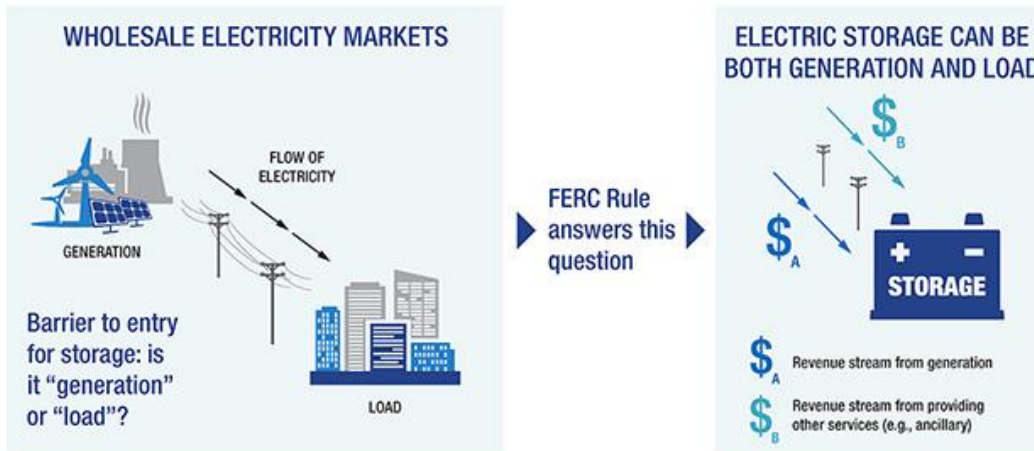 WHOLESALE ELECTRICITY MARKETS
FLOW OF
ELECTRICITY
GENERATION
Barrier to entry
for storage: is
it “generation”
or “load”?
LOAD
FERC Rule
answers this
question
ELECTRIC STORAGE CAN BE
BOTH GENERATION AND LOAD
$B
$A
+ −
STORAGE
$A Revenue stream from generation
$B Revenue stream from providing
other services (e.g., ancillary)